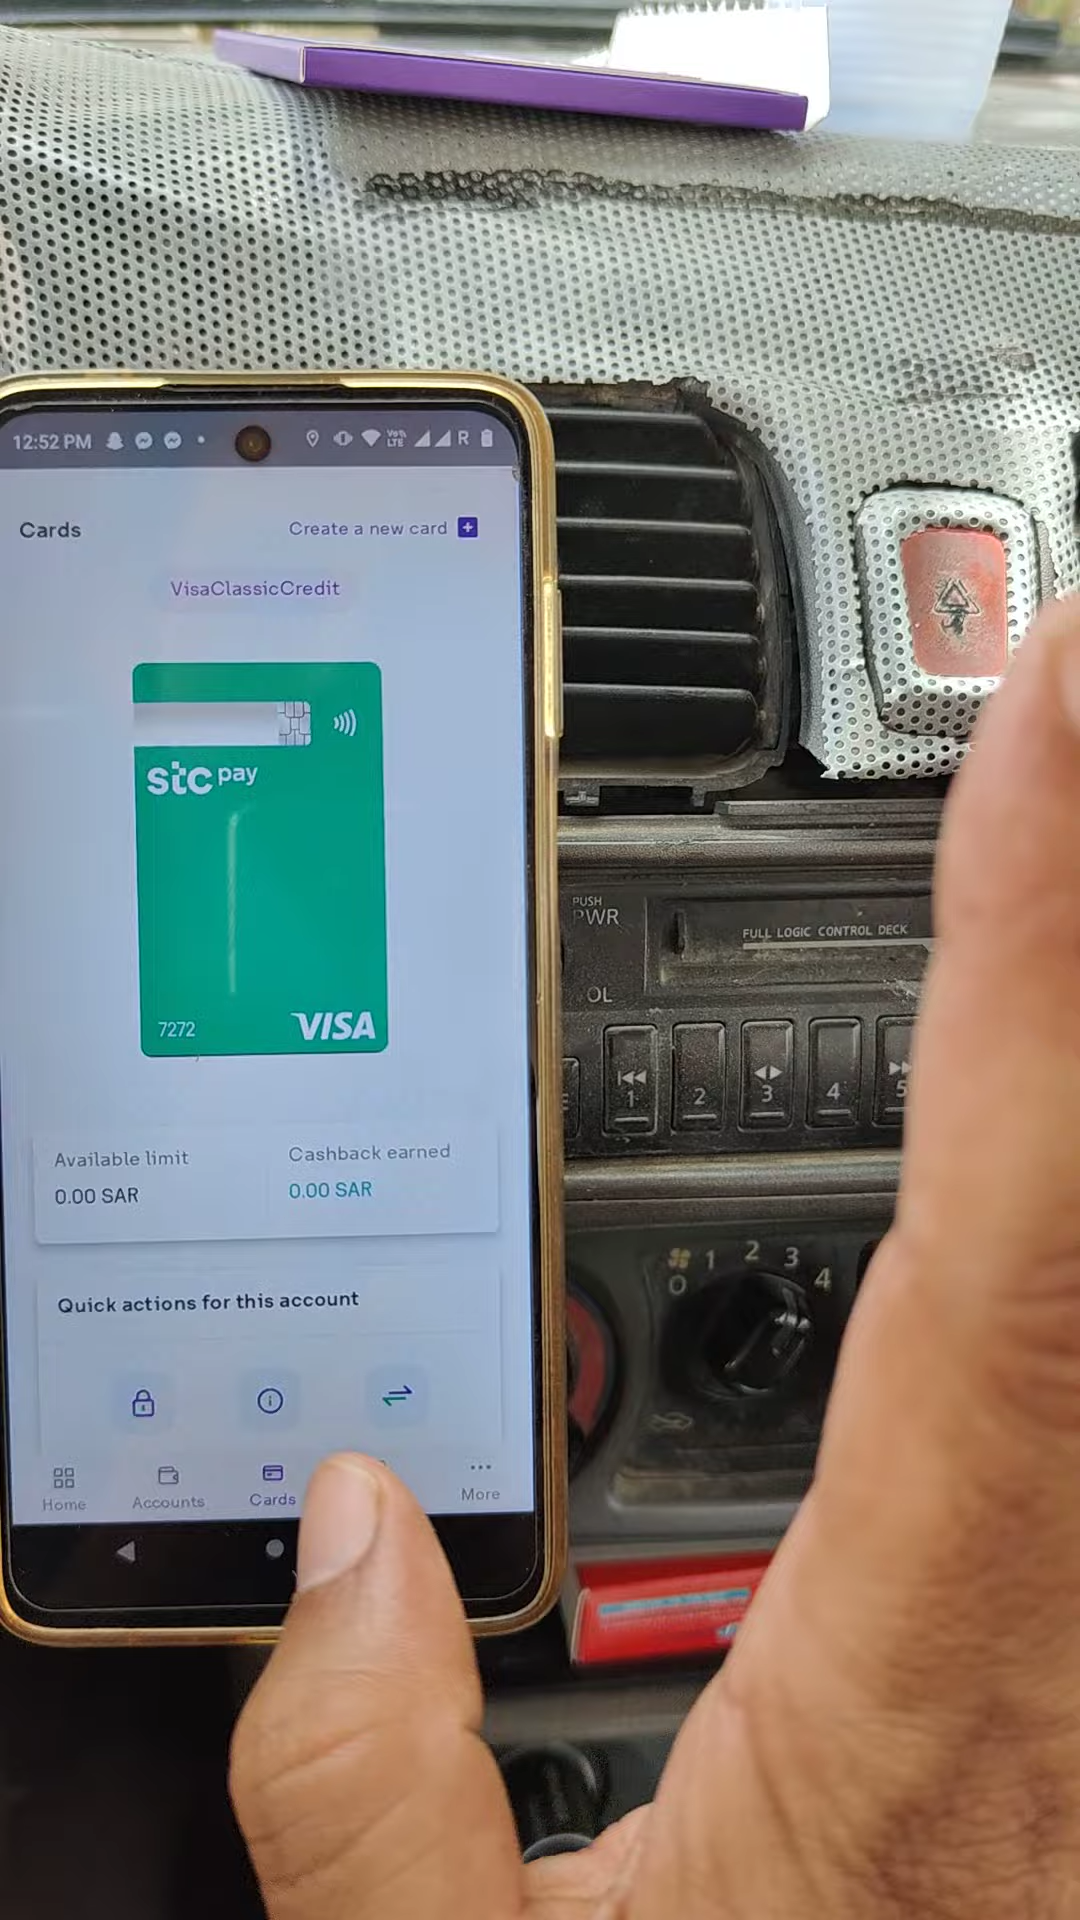 12:52 PM
Vo
LTE
R
Cards
Create a new card
VisaClassicCredit
stc pay
7272
VISA
Available limit
Cashback earned
0.00 SAR
0.00 SAR
Quick actions for this account
Home
Accounts
Cards
More
PUSH
PWR
FULL LOGIC CONTROL DECK
OL
1
2
3
4
5
0 1 2 3 4